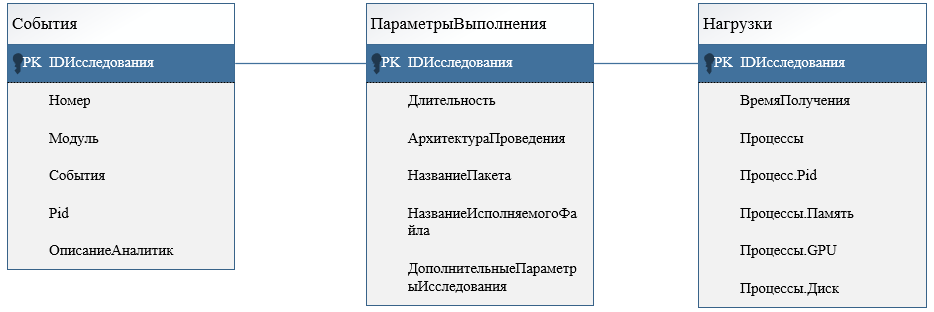 События
PK IDИсследования
Номер
Модуль
События
Pid
ОписаниеАналитик
ПараметрыВыполнения
PK IDИсследования
Длительность
АрхитектураПроведения
НазваниеПакета
НазваниеИсполняемогоФа
йла
ДополнительныеПараметр
ыИсследования
Нагрузки
PK IDИсследования
ВремяПолучения
Процессы
Процесс.Pid
Процессы.Память
Процессы.GPU
Процессы.Диск